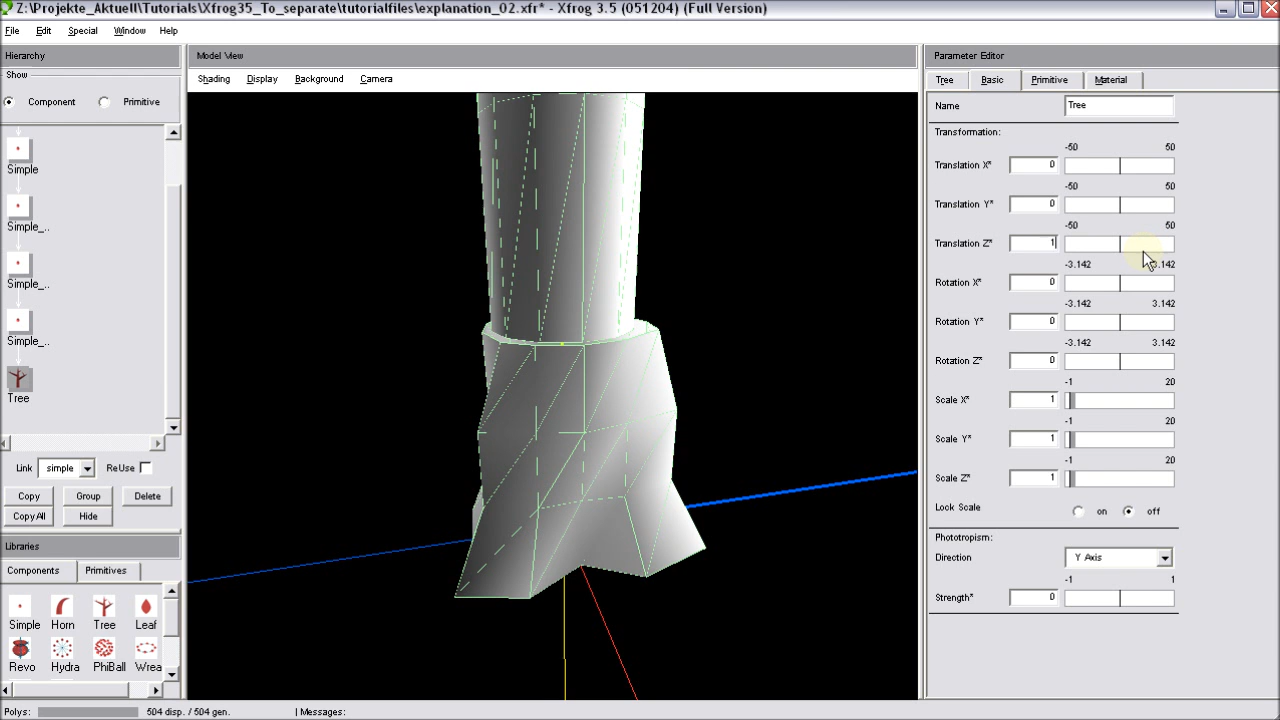 Z:\Projekte_Aktuell\Tutorials\Xfrog35_To_separate\tutorialfiles\explanation_02.xfr* - Xfrog 3.5 (051204) (Full Version)
File Edit Special Window Help
Hierarchy
Show
Component Primitive
Simple
Simple_..
Simple_..
Simple_..
Tree
Link simple ReUse
Copy Group Delete
Copy All Hide
Libraries
Components Primitives
Simple Horn Tree Leaf
Revo Hydra PhiBall Wrea
Polys: 504 disp. / 504 gen. | Messages:
Model View
Shading Display Background Camera
Parameter Editor
Tree Basic Primitive Material
Name Tree
Transformation:
-50 50
Translation X* 0
-50 50
Translation Y* 0
-50 50
Translation Z* 1
-3.142 3.142
Rotation X* 0
-3.142 3.142
Rotation Y* 0
-3.142 3.142
Rotation Z* 0
-1 20
Scale X* 1
-1 20
Scale Y* 1
-1 20
Scale Z* 1
Lock Scale on off
Phototropism:
Direction Y Axis
-1 1
Strength* 0